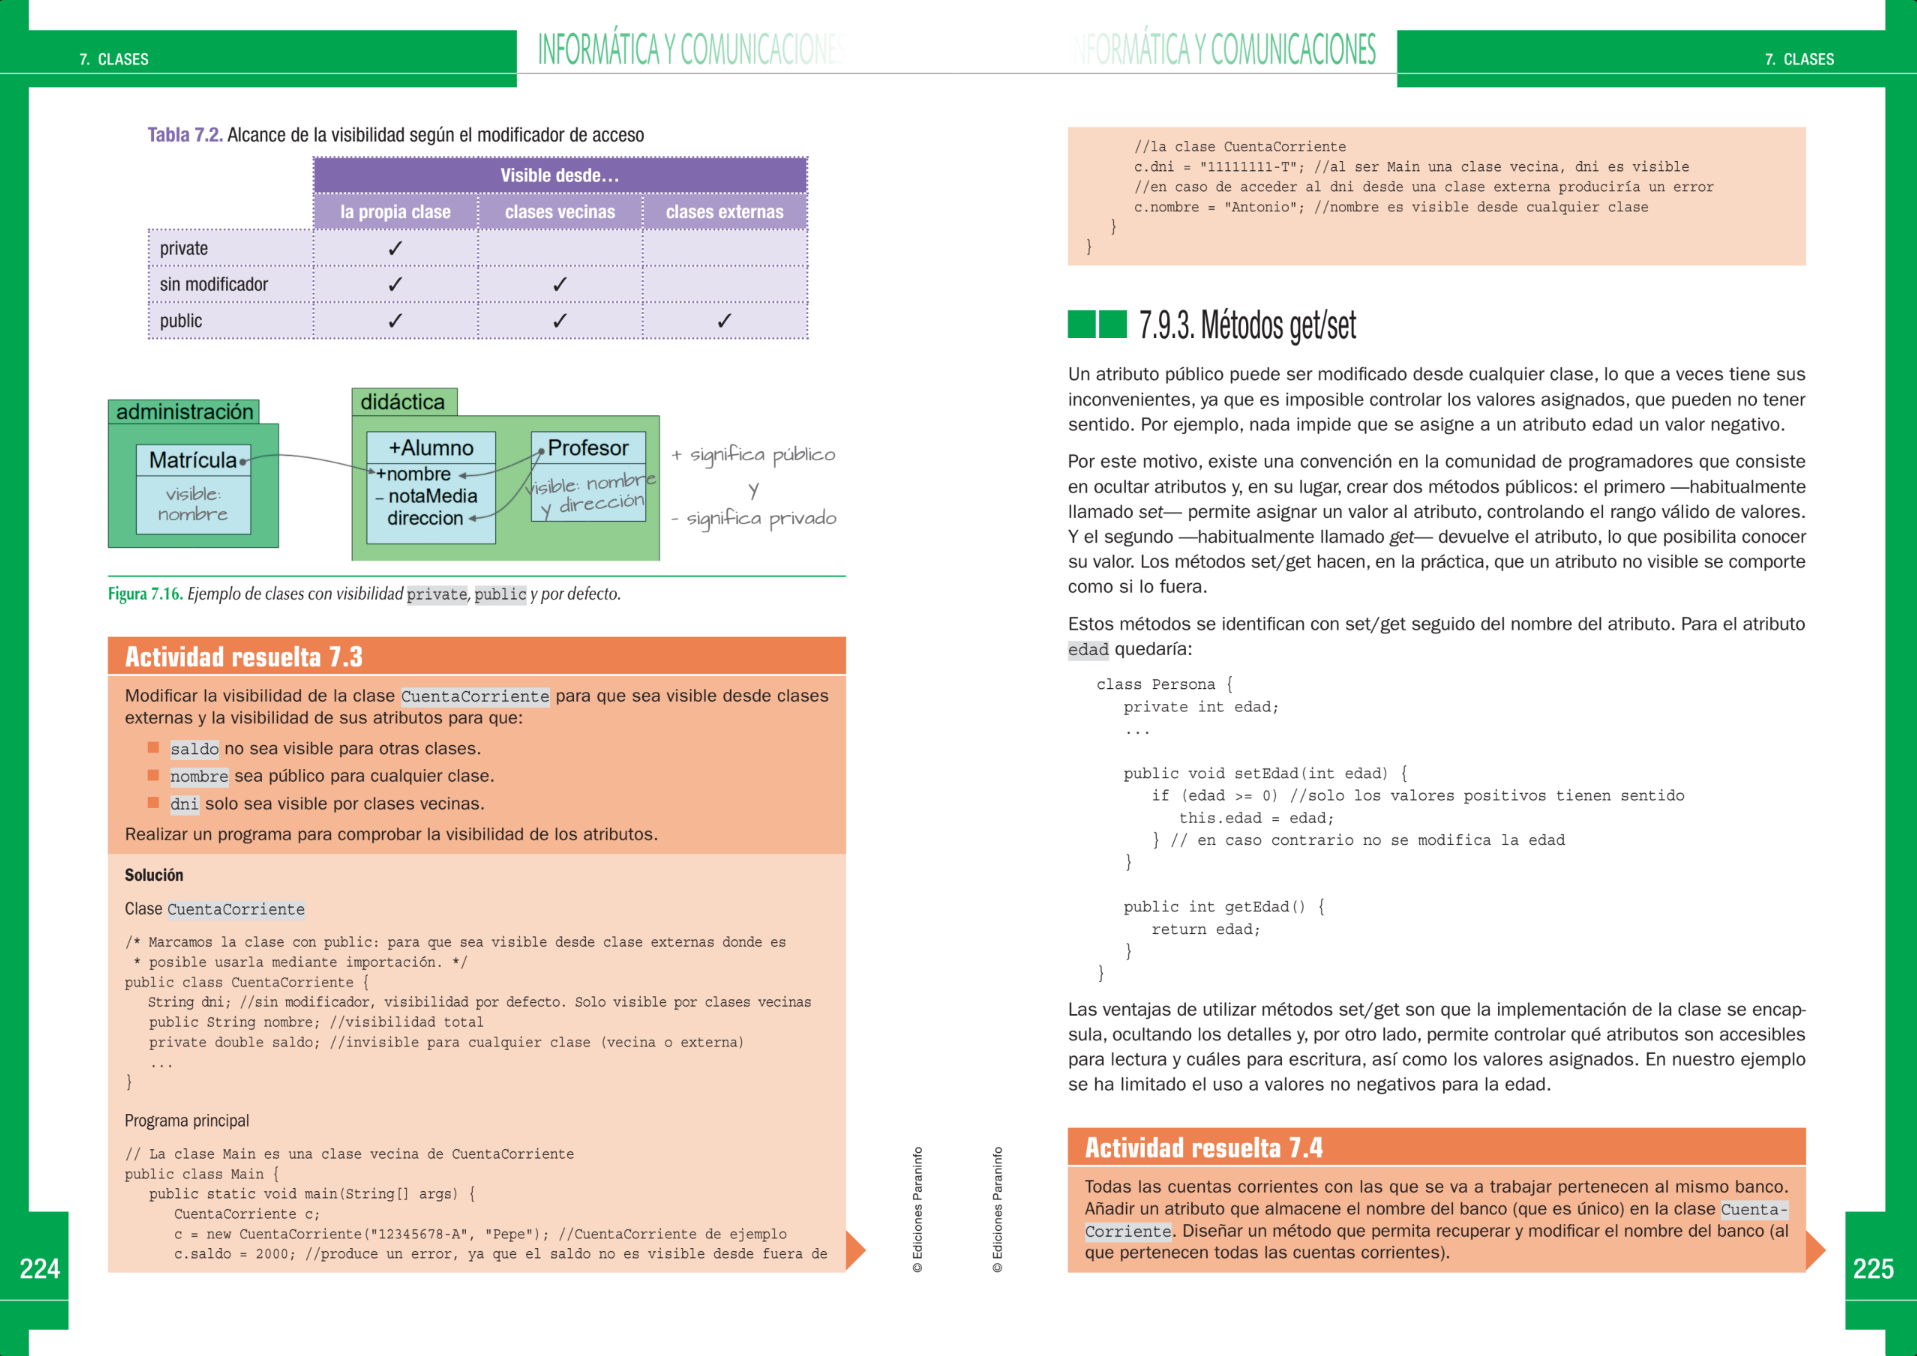 7. CLASES
INFORMÁTICA Y COMUNICACIONES
Tabla 7.2. Alcance de la visibilidad según el modificador de acceso
Visible desde…
la propia clase clases vecinas clases externas
private ✓
sin modificador ✓ ✓
public ✓ ✓ ✓
administración
Matrícula
visible:
nombre
didáctica
+Alumno
+nombre
– notaMedia
direccion
Profesor
visible: nombre
y dirección
+ significa público
y
- significa privado
Figura 7.16. Ejemplo de clases con visibilidad private, public y por defecto.
Actividad resuelta 7.3
Modificar la visibilidad de la clase CuentaCorriente para que sea visible desde clases
externas y la visibilidad de sus atributos para que:
saldo no sea visible para otras clases.
nombre sea público para cualquier clase.
dni solo sea visible por clases vecinas.
Realizar un programa para comprobar la visibilidad de los atributos.
Solución
Clase CuentaCorriente
/* Marcamos la clase con public: para que sea visible desde clase externas donde es
* posible usarla mediante importación. */
public class CuentaCorriente {
String dni; //sin modificador, visibilidad por defecto. Solo visible por clases vecinas
public String nombre; //visibilidad total
private double saldo; //invisible para cualquier clase (vecina o externa)
...
}
Programa principal
// La clase Main es una clase vecina de CuentaCorriente
public class Main {
public static void main(String[] args) {
CuentaCorriente c;
c = new CuentaCorriente("12345678-A", "Pepe"); //CuentaCorriente de ejemplo
c.saldo = 2000; //produce un error, ya que el saldo no es visible desde fuera de
224
© Ediciones Paraninfo
INFORMÁTICA Y COMUNICACIONES
7. CLASES
//la clase CuentaCorriente
c.dni = "11111111-T"; //al ser Main una clase vecina, dni es visible
//en caso de acceder al dni desde una clase externa produciría un error
c.nombre = "Antonio"; //nombre es visible desde cualquier clase
}
}
7.9.3. Métodos get/set
Un atributo público puede ser modificado desde cualquier clase, lo que a veces tiene sus
inconvenientes, ya que es imposible controlar los valores asignados, que pueden no tener
sentido. Por ejemplo, nada impide que se asigne a un atributo edad un valor negativo.
Por este motivo, existe una convención en la comunidad de programadores que consiste
en ocultar atributos y, en su lugar, crear dos métodos públicos: el primero —habitualmente
llamado set— permite asignar un valor al atributo, controlando el rango válido de valores.
Y el segundo —habitualmente llamado get— devuelve el atributo, lo que posibilita conocer
su valor. Los métodos set/get hacen, en la práctica, que un atributo no visible se comporte
como si lo fuera.
Estos métodos se identifican con set/get seguido del nombre del atributo. Para el atributo
edad quedaría:
class Persona {
private int edad;
...
public void setEdad(int edad) {
if (edad >= 0) //solo los valores positivos tienen sentido
this.edad = edad;
} // en caso contrario no se modifica la edad
}
public int getEdad() {
return edad;
}
}
Las ventajas de utilizar métodos set/get son que la implementación de la clase se encap-
sula, ocultando los detalles y, por otro lado, permite controlar qué atributos son accesibles
para lectura y cuáles para escritura, así como los valores asignados. En nuestro ejemplo
se ha limitado el uso a valores no negativos para la edad.
Actividad resuelta 7.4
Todas las cuentas corrientes con las que se va a trabajar pertenecen al mismo banco.
Añadir un atributo que almacene el nombre del banco (que es único) en la clase Cuenta-
Corriente. Diseñar un método que permita recuperar y modificar el nombre del banco (al
que pertenecen todas las cuentas corrientes).
© Ediciones Paraninfo
225